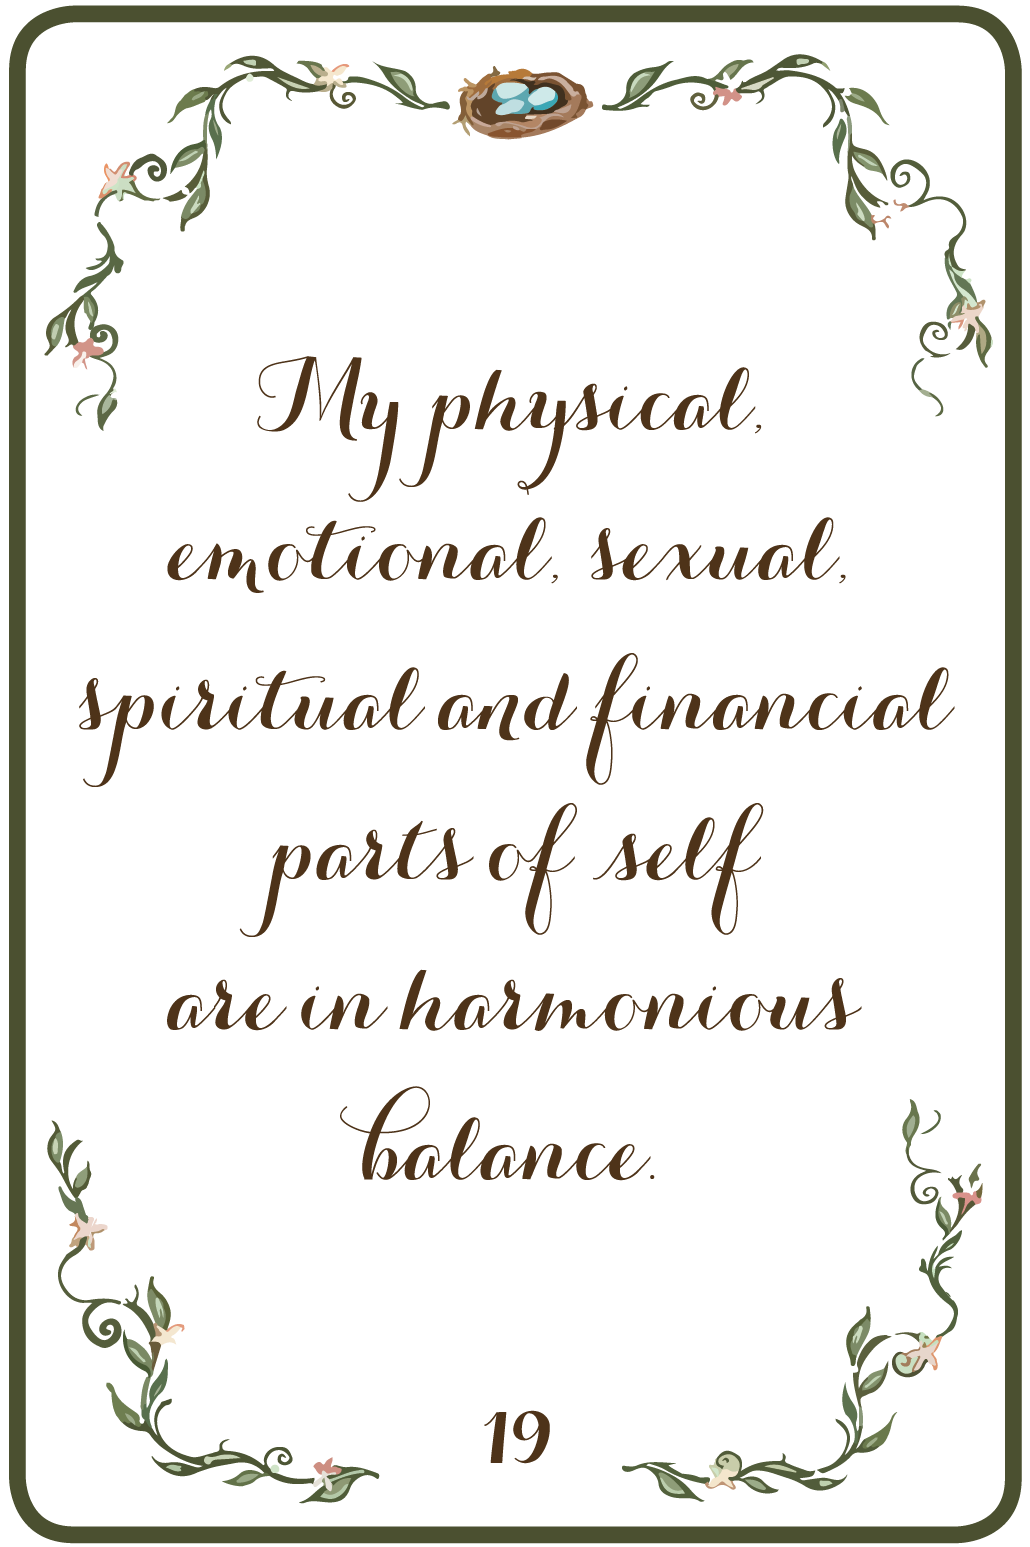 My physical,
emotional, sexual,
spiritual and financial
parts of self
are in harmonious
balance.
19